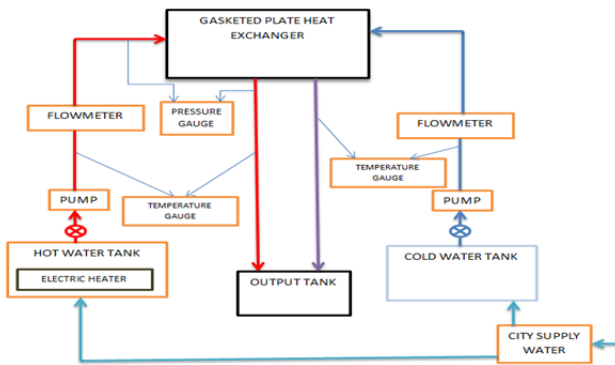 GASKETED PLATE HEAT
EXCHANGER
FLOWMETER
PRESSURE
GAUGE
FLOWMETER
TEMPERATURE
GAUGE
PUMP
TEMPERATURE
GAUGE
PUMP
HOT WATER TANK
ELECTRIC HEATER
OUTPUT TANK
COLD WATER TANK
CITY SUPPLY
WATER